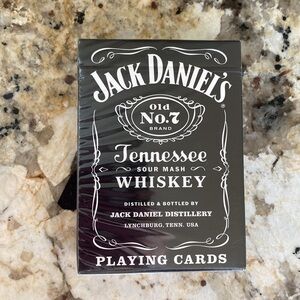 JACK DANIEL'S
Old
No.7
BRAND
Tennessee
SOUR MASH
WHISKEY
DISTILLED & BOTTLED BY
JACK DANIEL DISTILLERY
LYNCHBURG, TENN. USA
PLAYING CARDS